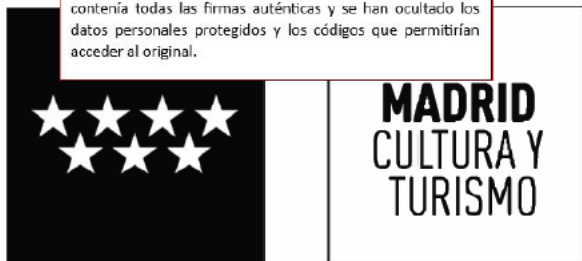 contenía todas las firmas auténticas y se han ocultado los
datos personales protegidos y los códigos que permitirían
acceder al original.
MADRID
CULTURA Y
TURISMO